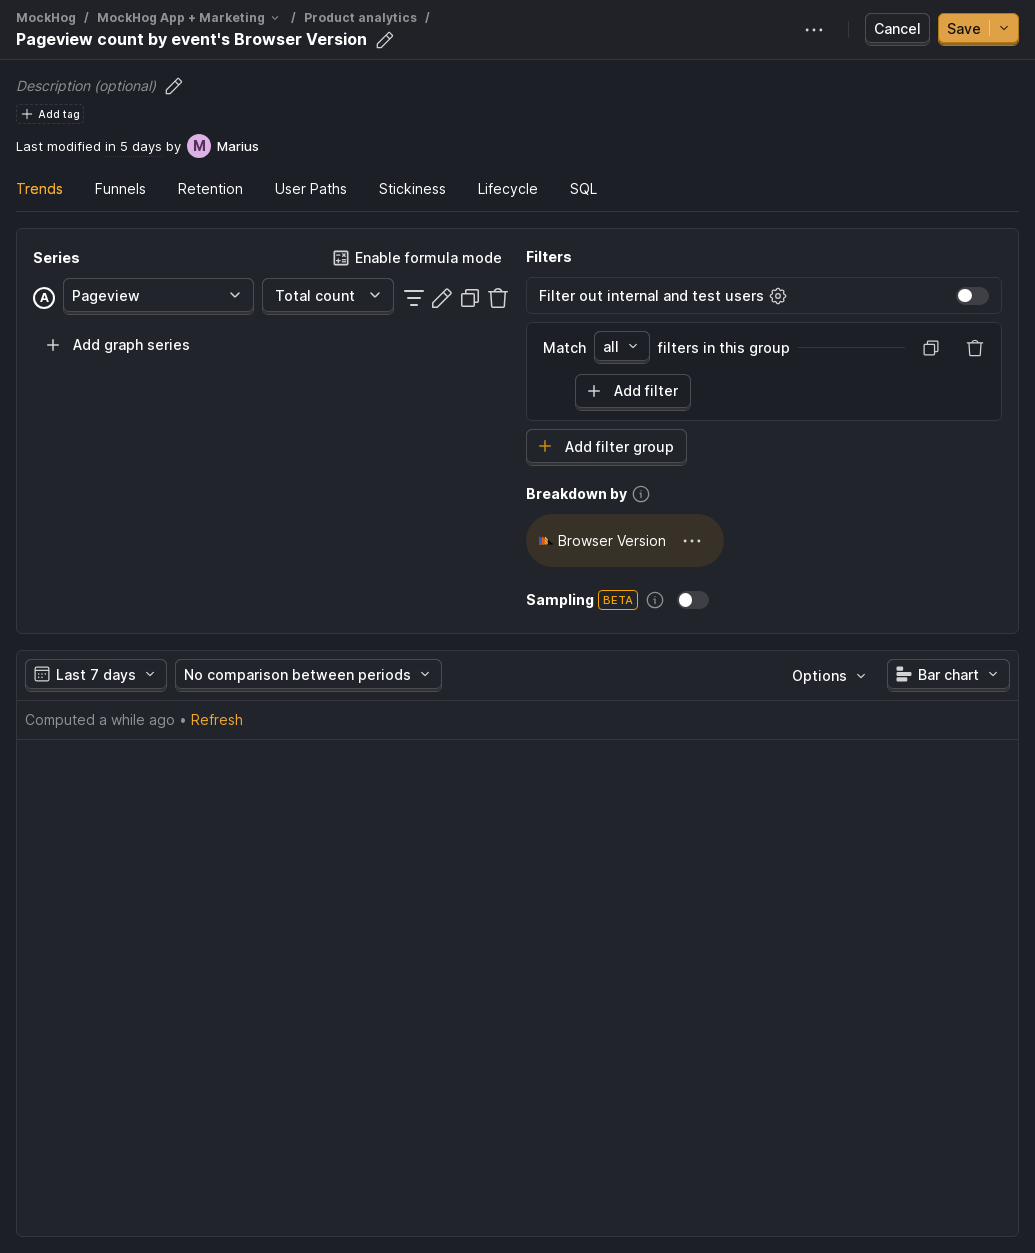 MockHog / MockHog App + Marketing / Product analytics /
Pageview count by event's Browser Version
Cancel
Save
Description (optional)
Add tag
Last modified in 5 days by M Marius
Trends Funnels Retention User Paths Stickiness Lifecycle SQL
Series
Enable formula mode
A Pageview Total count
Add graph series
Filters
Filter out internal and test users
Match all filters in this group
Add filter
Add filter group
Breakdown by
Browser Version
Sampling BETA
Last 7 days No comparison between periods Options Bar chart
Computed a while ago • Refresh